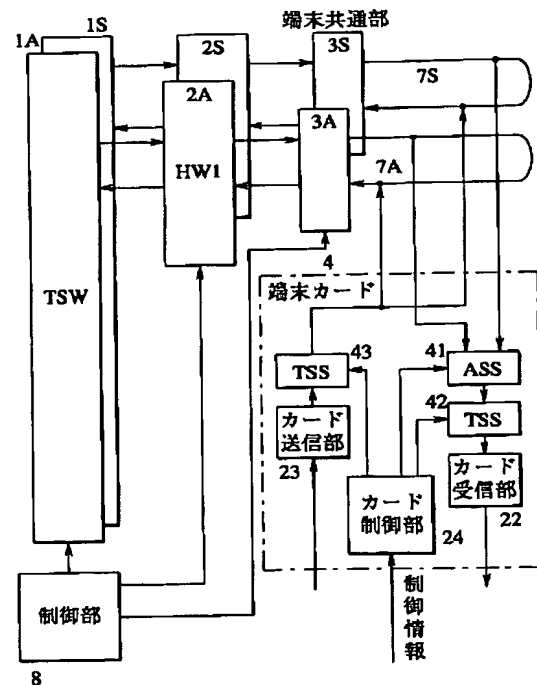 1A
1S
TSW
2S
2A
HW1
端末共通部
3S
3A
7S
7A
4
端末カード
TSS
43
カード
送信部
23
41
ASS
42
TSS
カード
受信部
22
カード
制御部
24
制御情報
制御部
8